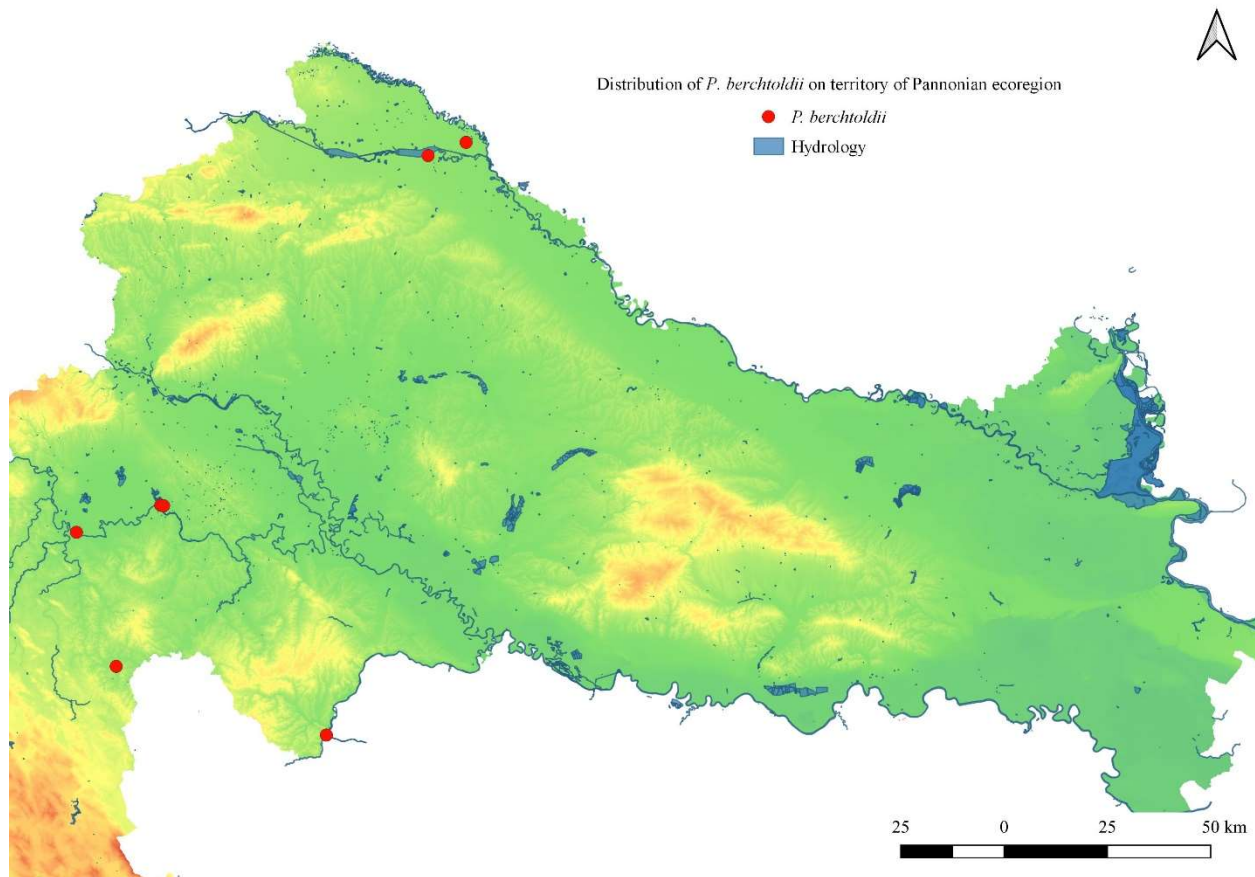 Distribution of P. berchtoldii on territory of Pannonian ecoregion
P. berchtoldii
Hydrology
25 0 25 50 km